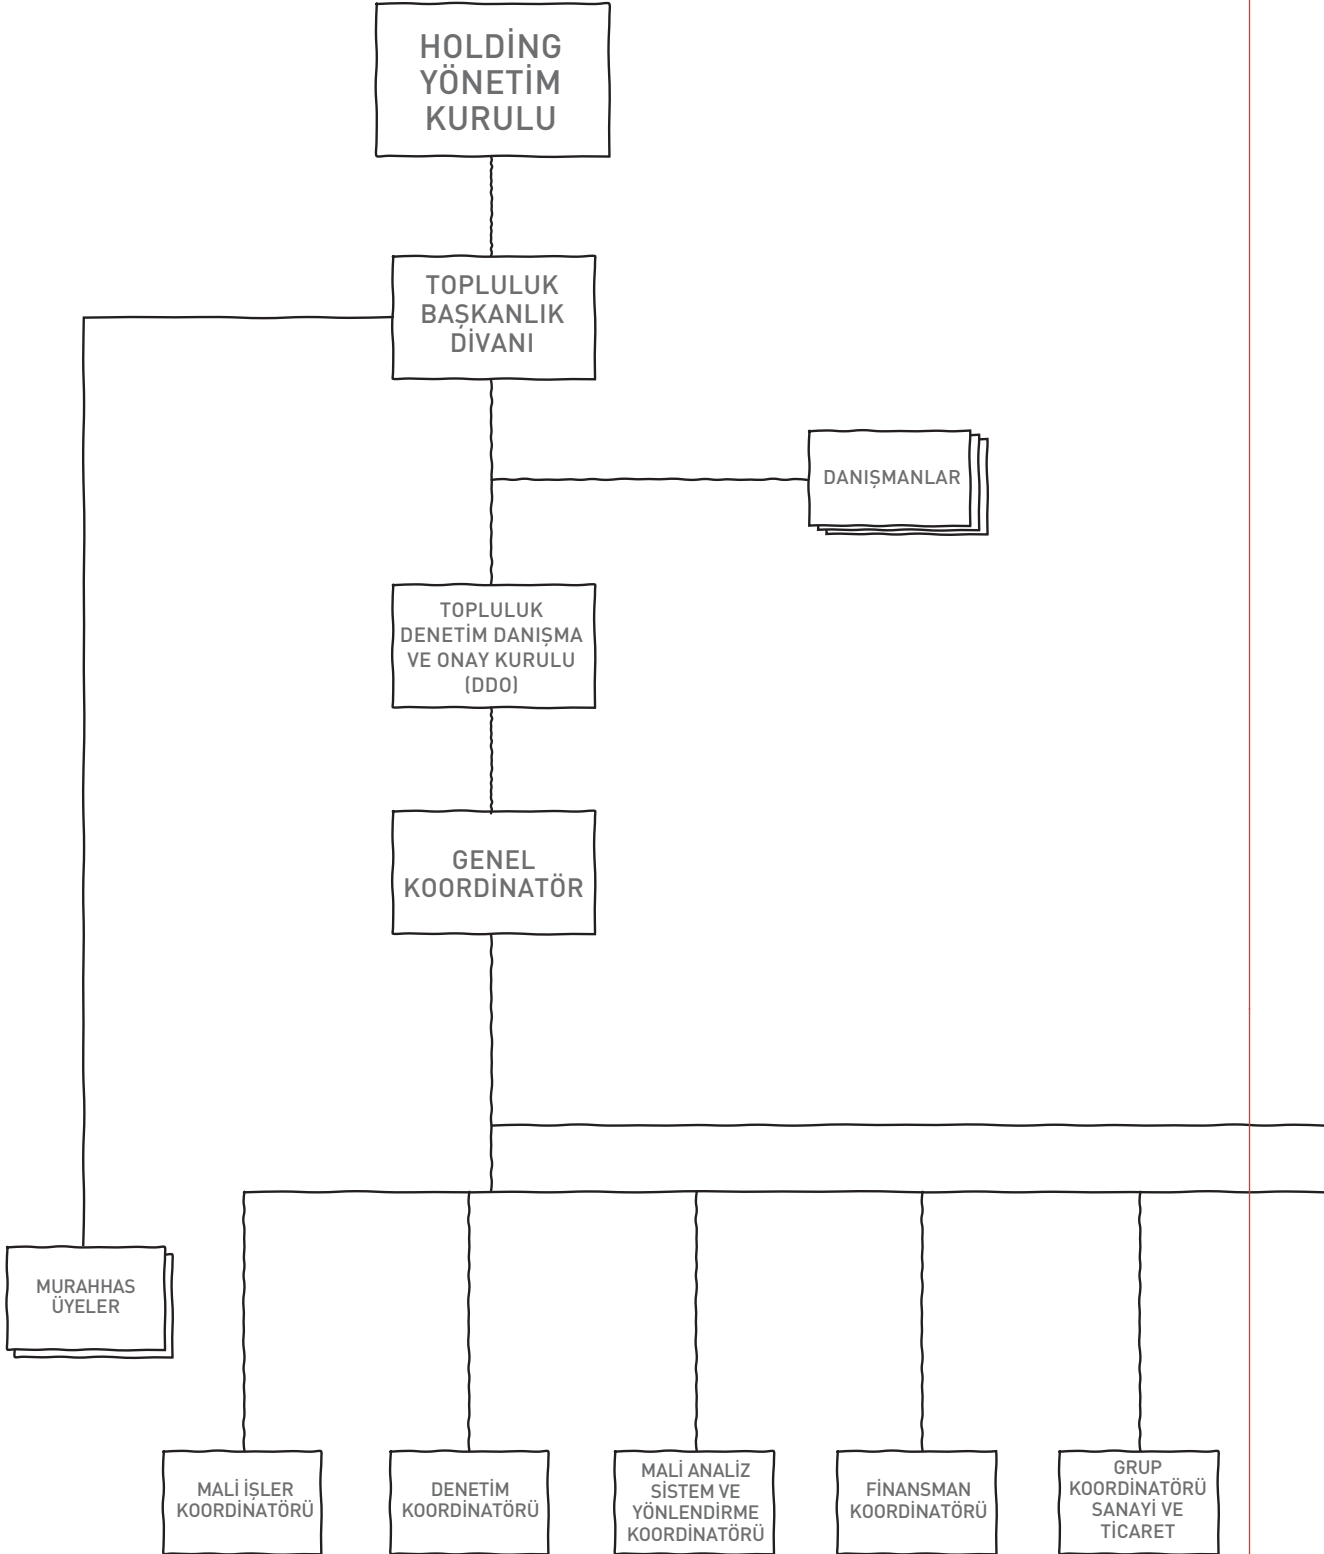 HOLDİNG
YÖNETİM
KURULU
TOPLULUK
BAŞKANLIK
DİVANI
DANIŞMANLAR
TOPLULUK
DENETİM DANIŞMA
VE ONAY KURULU
(DDO)
GENEL
KOORDİNATÖR
MURAHHAS
ÜYELER
MALİ İŞLER
KOORDİNATÖRÜ
DENETİM
KOORDİNATÖRÜ
MALİ ANALİZ
SİSTEM VE
YÖNLENDİRME
KOORDİNATÖRÜ
FİNANSMAN
KOORDİNATÖRÜ
GRUP
KOORDİNATÖRÜ
SANAYİ VE
TİCARET